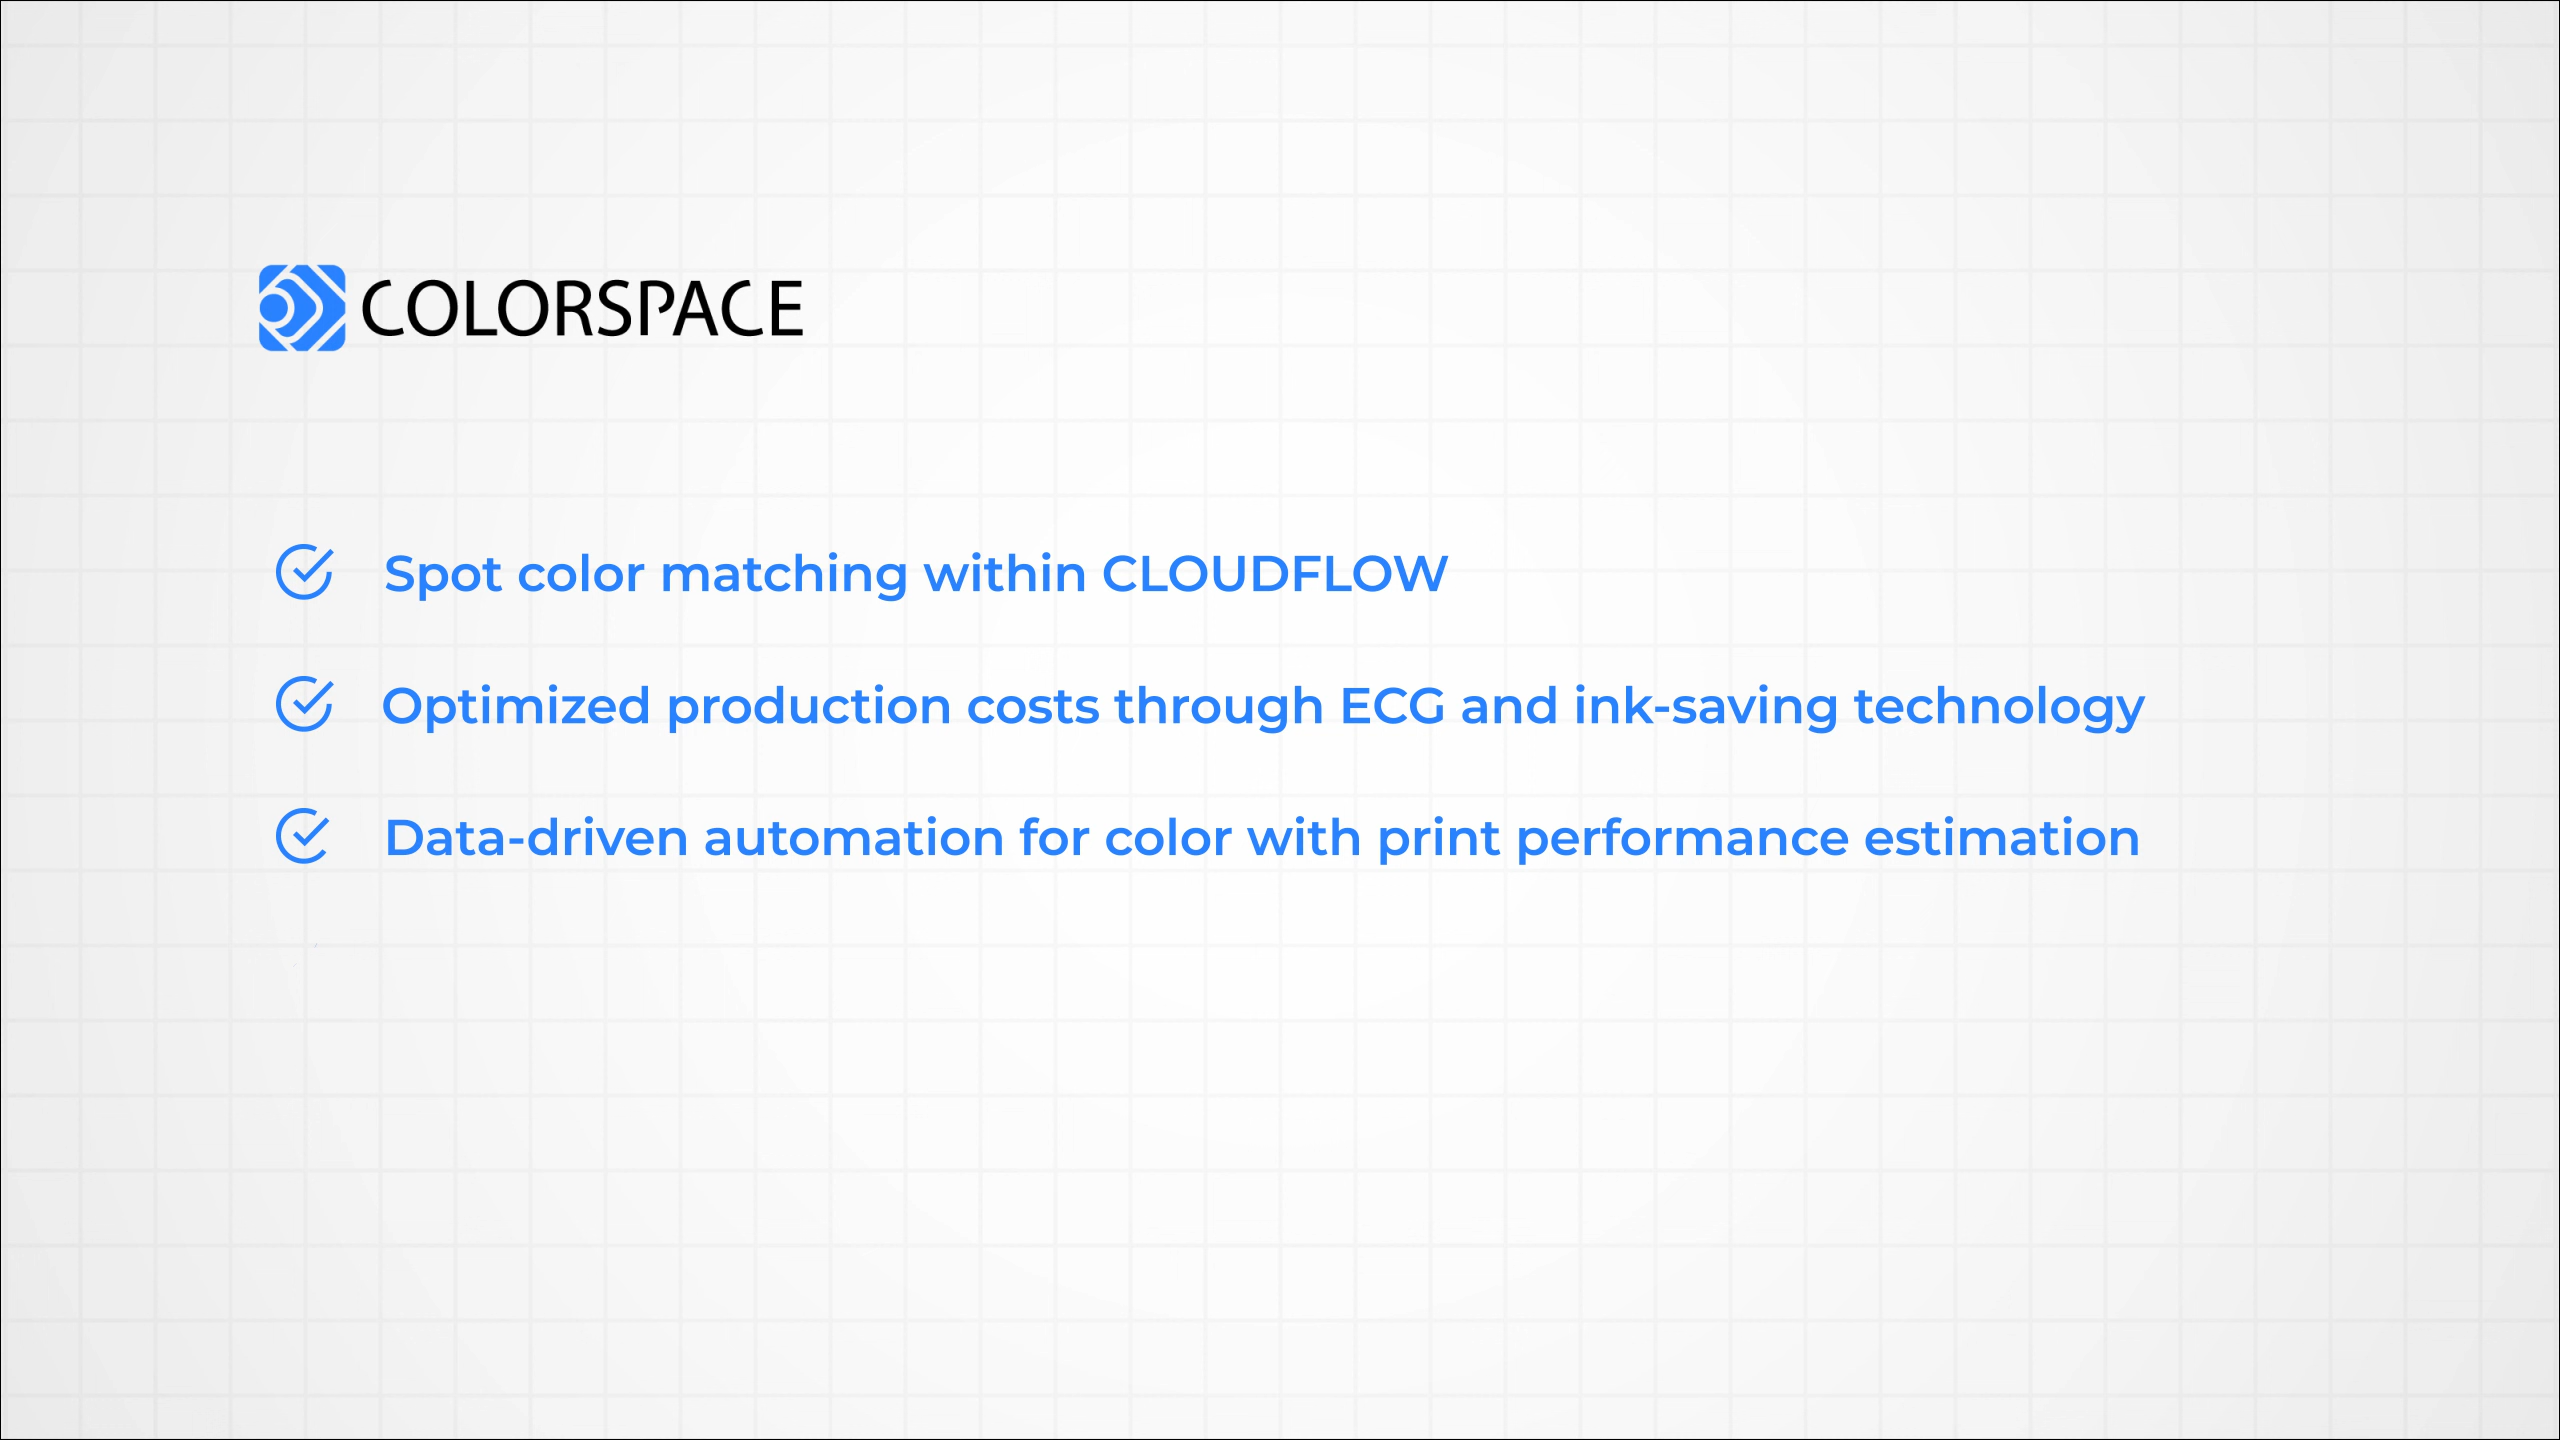 COLORSPACE
Spot color matching within CLOUDFLOW
Optimized production costs through ECG and ink-saving technology
Data-driven automation for color with print performance estimation